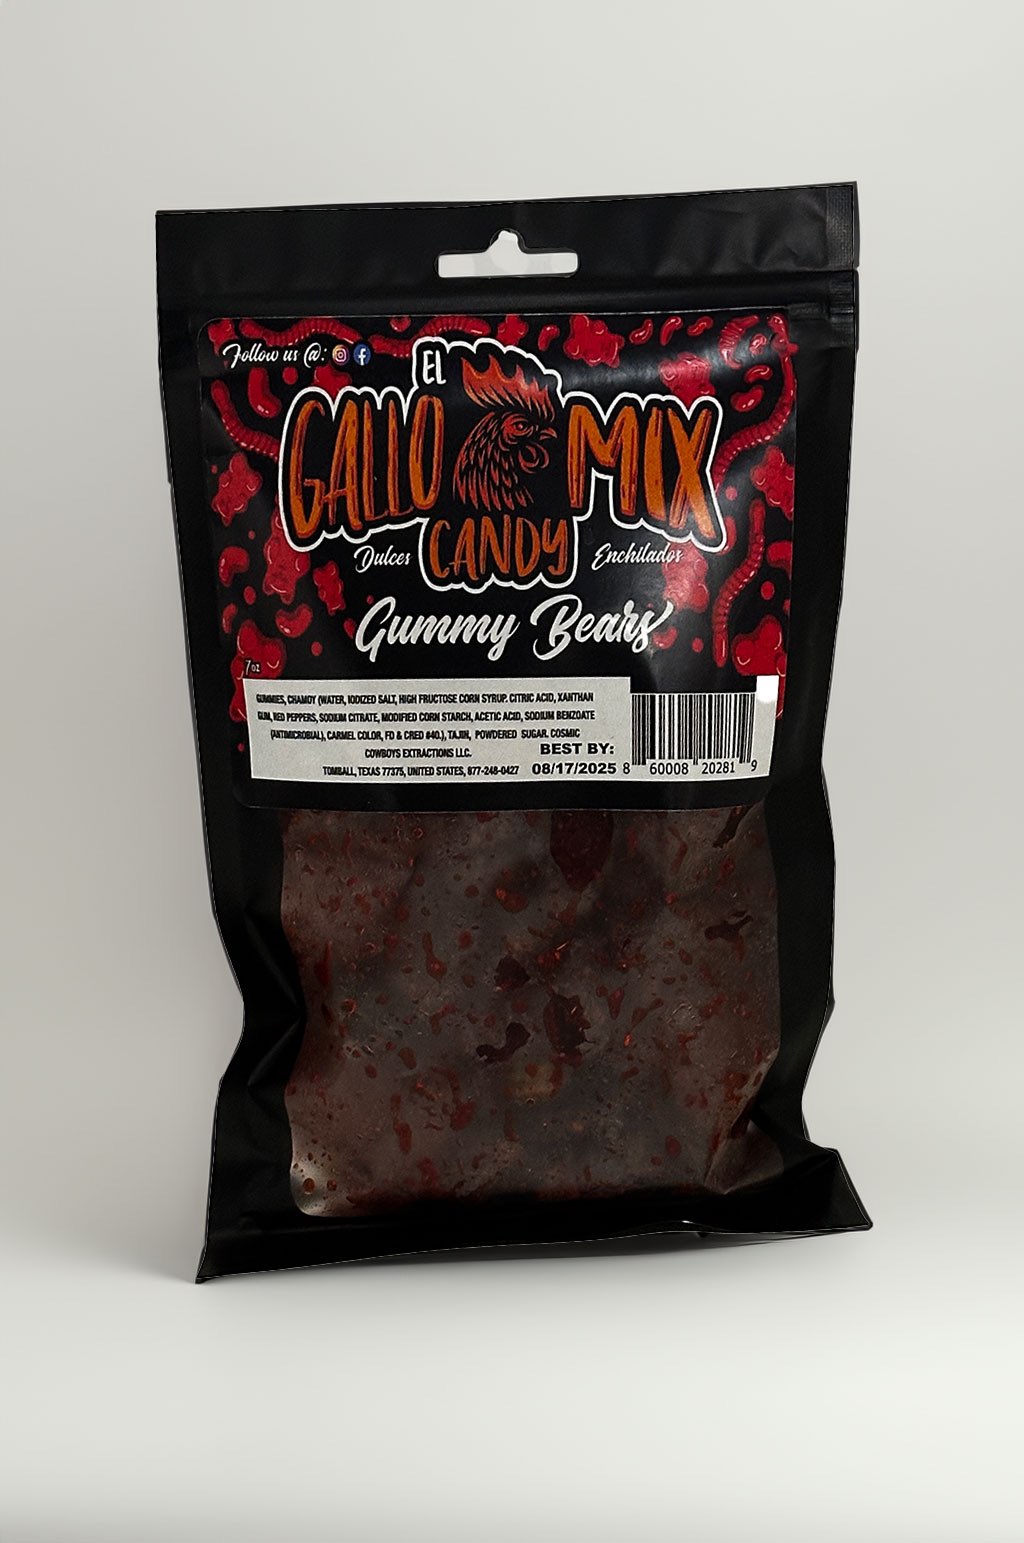 Follow us @:
EL
GALLO MIX
CANDY
Dulces Enchilados
Gummy Bears
7oz
GUMMIES, CHAMOY (WATER, IODIZED SALT, HIGH FRUCTOSE CORN SYRUP. CITRIC ACID, XANTHAN
GUM, RED PEPPERS, SODIUM CITRATE, MODIFIED CORN STARCH, ACETIC ACID, SODIUM BENZOATE
(ANTIMICROBIAL), CARMEL COLOR, FD & CRED #40.), TAJIN, POWDERED SUGAR. COSMIC
COWBOYS EXTRACTIONS LLC.
TOMBALL, TEXAS 77375, UNITED STATES, 877-248-0427
BEST BY:
08/17/2025
8 60008 20281 9